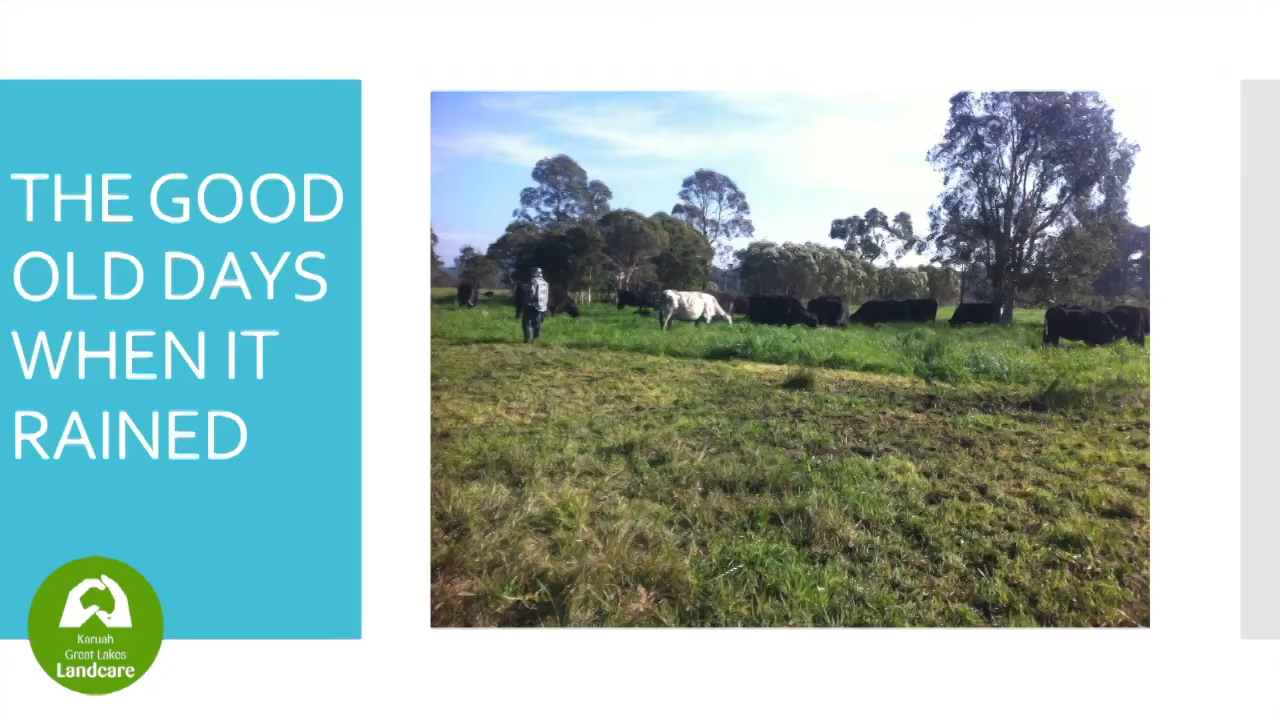 THE GOOD
OLD DAYS
WHEN IT
RAINED
Karuah
Great Lakes
Landcare